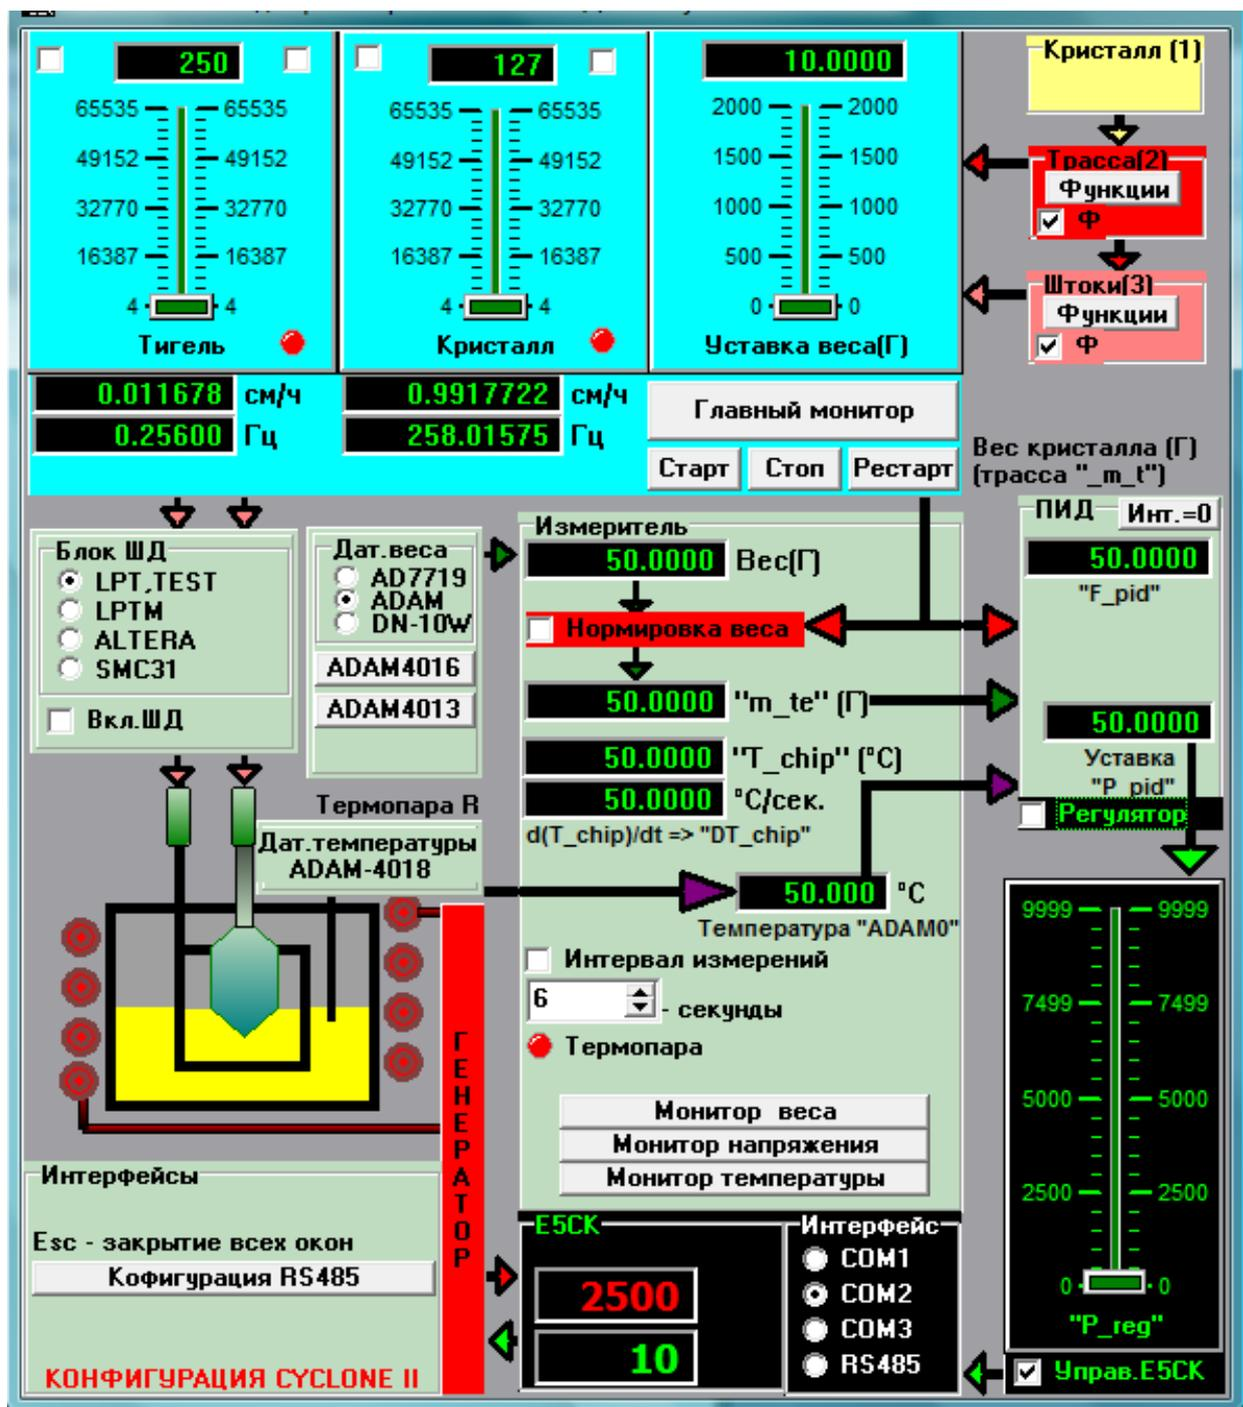 250
65535 65535
49152 49152
32770 32770
16387 16387
4 4
Тигель
127
65535 65535
49152 49152
32770 32770
16387 16387
4 4
Кристалл
10.0000
2000 2000
1500 1500
1000 1000
500 500
0 0
Уставка веса(Г)
Кристалл (1)
Трасса(2)
Функции
Ф
Штоки(3)
Функции
Ф
0.011678 см/ч
0.25600 Гц
0.9917722 см/ч
258.01575 Гц
Главный монитор
Старт Стоп Рестарт
Вес кристалла (Г)
(трасса "_m_t")
Блок ШД
LPT,TEST
LPTM
ALTERA
SMC31
Вкл.ШД
Дат.веса
AD7719
ADAM
DN-10W
ADAM4016
ADAM4013
Измеритель
50.0000 Вес(Г)
Нормировка веса
50.0000 "m_te" (Г)
50.0000 "T_chip" (°C)
50.0000 °C/сек.
d(T_chip)/dt => "DT_chip"
ПИД Инт.=0
50.0000
"F_pid"
50.0000
Уставка
"P_pid"
Регулятор
Термопара R
Дат.температуры
ADAM-4018
50.000 °C
Температура "ADAM0"
Интервал измерений
6 - секунды
Термопара
Монитор веса
Монитор напряжения
Монитор температуры
ГЕНЕРАТОР
9999 9999
7499 7499
5000 5000
2500 2500
0 0
"P_reg"
Управ.E5CK
Интерфейсы
Esc - закрытие всех окон
Кофигурация RS485
КОНФИГУРАЦИЯ CYCLONE II
E5CK
2500
10
Интерфейс
COM1
COM2
COM3
RS485